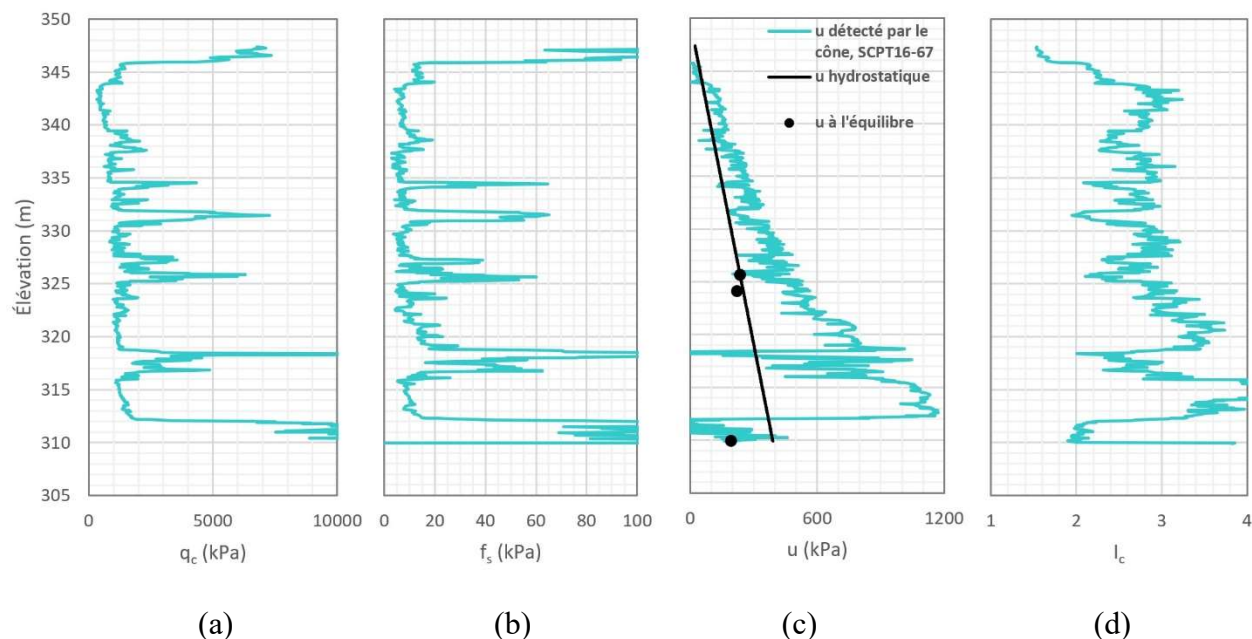 Élévation (m)
350
345
340
335
330
325
320
315
310
305
0 5000 10000
q_c (kPa)
0 20 40 60 80 100
f_s (kPa)
u détecté par le
cône, SCPT16-67
u hydrostatique
u à l'équilibre
0 600 1200
u (kPa)
1 2 3 4
I_c
(a) (b) (c) (d)